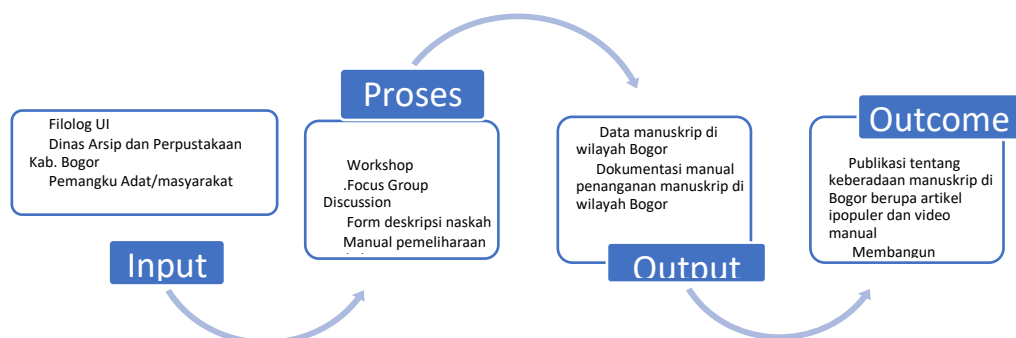 Input
Filolog UI
Dinas Arsip dan Perpustakaan
Kab. Bogor
Pemangku Adat/masyarakat
Proses
Workshop
.Focus Group
Discussion
Form deskripsi naskah
Manual pemeliharaan
Output
Data manuskrip di
wilayah Bogor
Dokumentasi manual
penanganan manuskrip di
wilayah Bogor
Outcome
Publikasi tentang
keberadaan manuskrip di
Bogor berupa artikel
ipopuler dan video
manual
Membangun